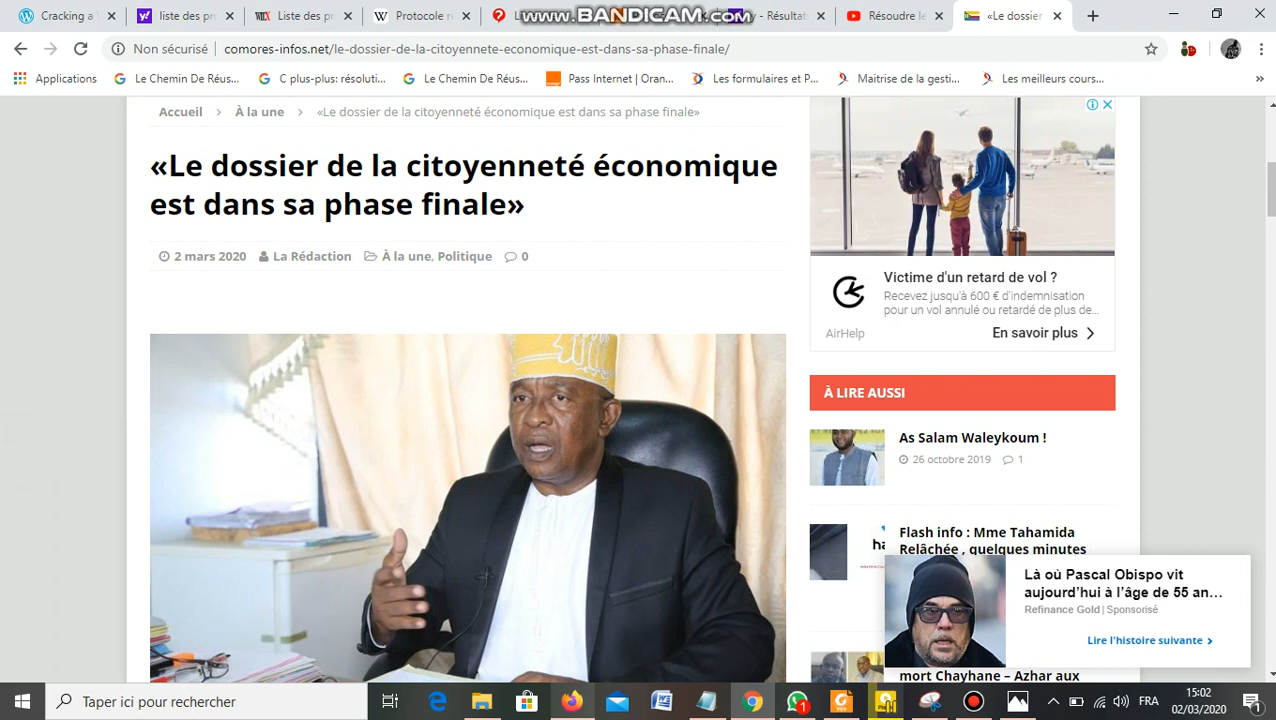 Cracking a
liste des pro
Liste des pr
Protocole r
www.BANDICAM.com
- Résultat
Résoudre le
«Le dossier
Non sécurisé
comores-infos.net/le-dossier-de-la-citoyennete-economique-est-dans-sa-phase-finale/
Applications
Le Chemin De Réus...
C plus-plus: résoluti...
Le Chemin De Réus...
Pass Internet | Oran...
Les formulaires et P...
Maitrise de la gesti...
Les meilleurs cours...
»
Accueil > À la une > «Le dossier de la citoyenneté économique est dans sa phase finale»
«Le dossier de la citoyenneté économique
est dans sa phase finale»
2 mars 2020 La Rédaction À la une, Politique 0
Victime d'un retard de vol ?
Recevez jusqu'à 600 € d'indemnisation
pour un vol annulé ou retardé de plus de...
AirHelp
En savoir plus
À LIRE AUSSI
As Salam Waleykoum !
26 octobre 2019 1
Flash info : Mme Tahamida
Relâchée , quelques minutes
Là où Pascal Obispo vit
aujourd'hui à l'âge de 55 an...
Refinance Gold | Sponsorisé
Lire l'histoire suivante
mort Chayhane – Azhar aux
Taper ici pour rechercher
1
FRA
15:02
02/03/2020
1